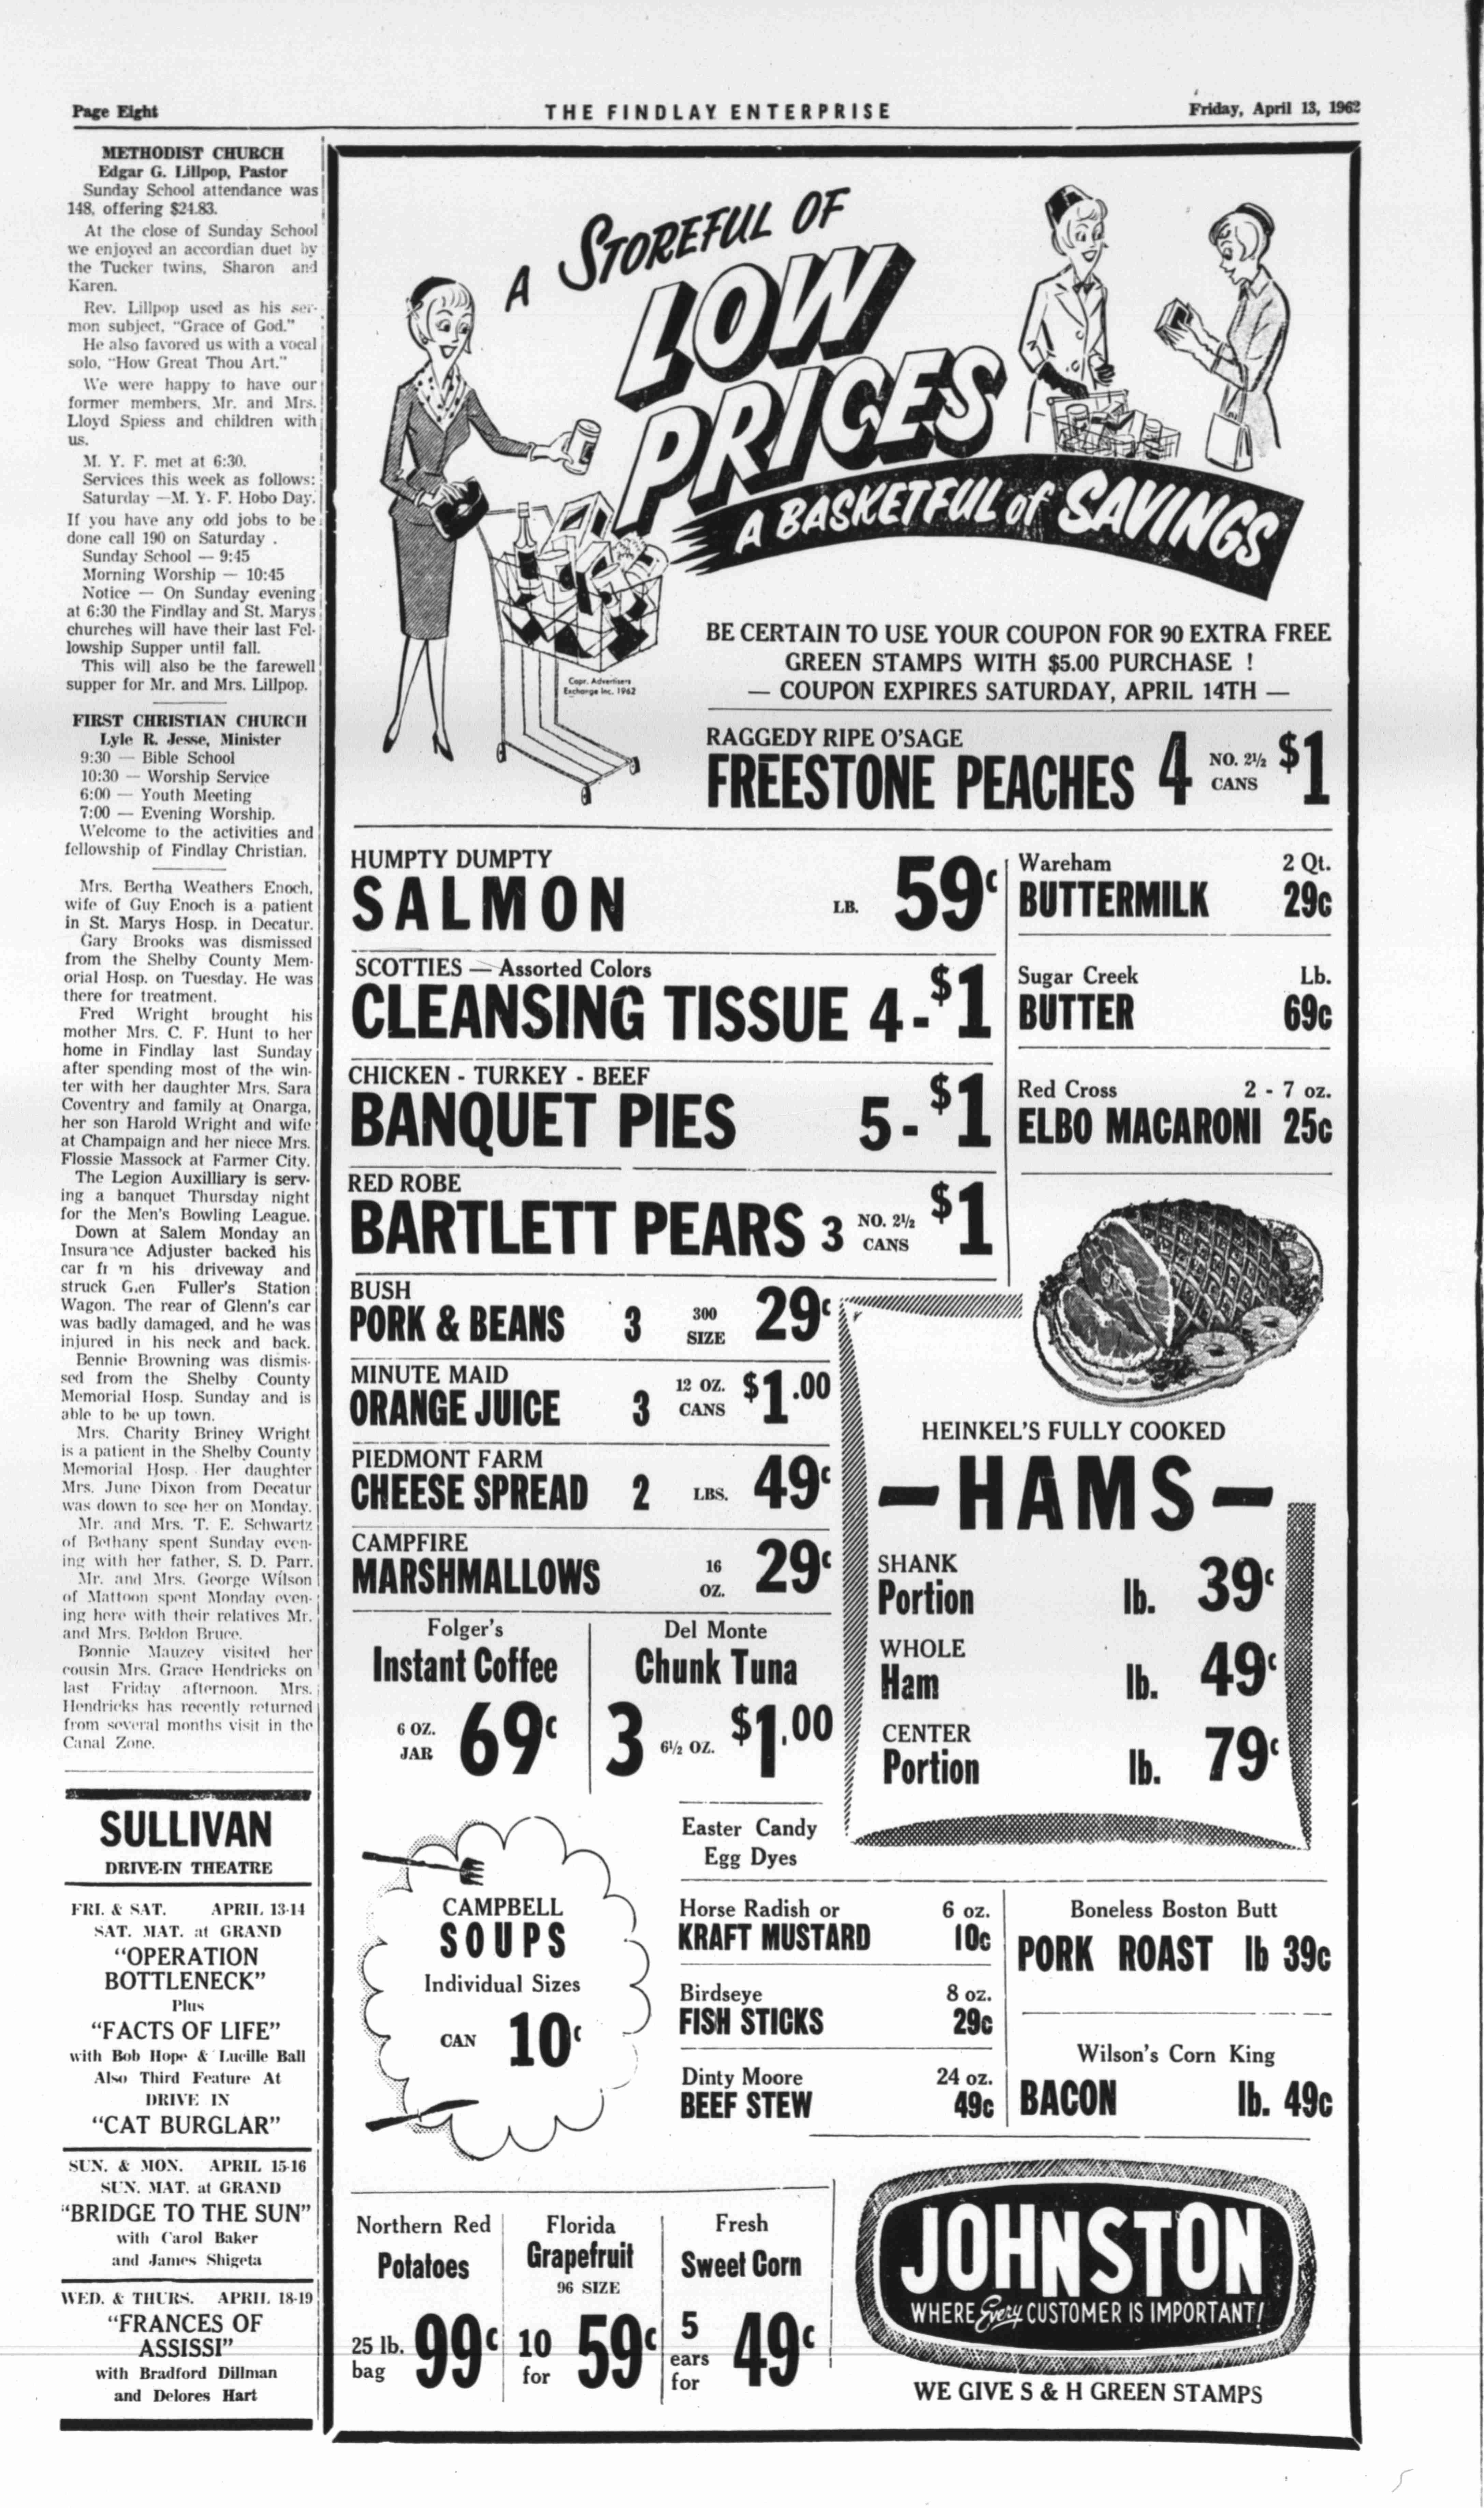 Page Eight
THE FINDLAY ENTERPRISE
Friday, April 13, 1962
METHODIST CHURCH
Edgar G. Lillpop, Pastor
Sunday School attendance was
148, offering $24.83.
At the close of Sunday School
we enjoyed an accordian duet by
the Tucker twins, Sharon and
Karen.
Rev. Lillpop used as his ser-
mon subject, "Grace of God."
He also favored us with a vocal
solo, "How Great Thou Art."
We were happy to have our
former members, Mr. and Mrs.
Lloyd Spiess and children with
us.
M. Y. F. met at 6:30.
Services this week as follows:
Saturday —M. Y. F. Hobo Day.
If you have any odd jobs to be
done call 190 on Saturday .
Sunday School — 9:45
Morning Worship — 10:45
Notice — On Sunday evening
at 6:30 the Findlay and St. Marys
churches will have their last Fel-
lowship Supper until fall.
This will also be the farewell
supper for Mr. and Mrs. Lillpop.
FIRST CHRISTIAN CHURCH
Lyle R. Jesse, Minister
9:30 — Bible School
10:30 — Worship Service
6:00 — Youth Meeting
7:00 — Evening Worship.
Welcome to the activities and
fellowship of Findlay Christian.
Mrs. Bertha Weathers Enoch,
wife of Guy Enoch is a patient
in St. Marys Hosp. in Decatur.
Gary Brooks was dismissed
from the Shelby County Mem-
orial Hosp. on Tuesday. He was
there for treatment.
Fred Wright brought his
mother Mrs. C. F. Hunt to her
home in Findlay last Sunday
after spending most of the win-
ter with her daughter Mrs. Sara
Coventry and family at Onarga,
her son Harold Wright and wife
at Champaign and her niece Mrs.
Flossie Massock at Farmer City.
The Legion Auxilliary is serv-
ing a banquet Thursday night
for the Men's Bowling League.
Down at Salem Monday an
Insurance Adjuster backed his
car his driveway and
struck Fuller's Station
Wagon. The rear of Glenn's car
was badly damaged, and he was
injured in his neck and back.
Bennie Browning was dismis-
sed from the Shelby County
Memorial Hosp. Sunday and is
able to be up town.
Mrs. Charity Briney Wright
is a patient in the Shelby County
Memorial Hosp. Her daughter
Mrs. June Dixon from Decatur
was down to see her on Monday.
Mr. and Mrs. T. E. Schwartz
of Bethany spent Sunday even-
ing with her father, S. D. Parr.
Mr. and Mrs. George Wilson
of Mattoon spent Monday even-
ing here with their relatives Mr.
and Mrs. Beldon Bruce.
Bonnie Mauzey visited her
cousin Mrs. Grace Hendricks on
last Friday afternoon. Mrs.
Hendricks has recently returned
from several months visit in the
Canal Zone.
SULLIVAN
DRIVE-IN THEATRE
FRI. & SAT. APRIL 13-14
SAT. MAT. at GRAND
"OPERATION
BOTTLENECK"
Plus
"FACTS OF LIFE"
with Bob Hope & Lucille Ball
Also Third Feature At
DRIVE IN
"CAT BURGLAR"
SUN. & MON. APRIL 15-16
SUN. MAT. at GRAND
"BRIDGE TO THE SUN"
with Carol Baker
and James Shigeta
WED. & THURS. APRIL 18-19
"FRANCES OF
ASSISSI"
with Bradford Dillman
and Delores Hart
A STOREFUL OF
LOW
PRICES
A BASKETFUL of SAVINGS
Copr. Advertisers
Exchange Inc. 1962
BE CERTAIN TO USE YOUR COUPON FOR 90 EXTRA FREE
GREEN STAMPS WITH $5.00 PURCHASE !
— COUPON EXPIRES SATURDAY, APRIL 14TH —
RAGGEDY RIPE O'SAGE
FREESTONE PEACHES 4 NO. 2½ CANS $1
HUMPTY DUMPTY
SALMON LB. 59c
SCOTTIES — Assorted Colors
CLEANSING TISSUE 4-$1
CHICKEN - TURKEY - BEEF
BANQUET PIES 5-$1
RED ROBE
BARTLETT PEARS 3 NO. 2½ CANS $1
Wareham 2 Qt.
BUTTERMILK 29c
Sugar Creek Lb.
BUTTER 69c
Red Cross 2 - 7 oz.
ELBO MACARONI 25c
BUSH
PORK & BEANS 3 300 SIZE 29c
MINUTE MAID
ORANGE JUICE 3 12 OZ. CANS $1.00
PIEDMONT FARM
CHEESE SPREAD 2 LBS. 49c
CAMPFIRE
MARSHMALLOWS 16 OZ. 29c
Folger's
Instant Coffee
6 OZ. JAR 69c
Del Monte
Chunk Tuna
3 6½ OZ. $1.00
HEINKEL'S FULLY COOKED
—HAMS—
SHANK
Portion lb. 39c
WHOLE
Ham lb. 49c
CENTER
Portion lb. 79c
CAMPBELL
SOUPS
Individual Sizes
CAN 10c
Easter Candy
Egg Dyes
Horse Radish or 6 oz.
KRAFT MUSTARD 10c
Birdseye 8 oz.
FISH STICKS 29c
Dinty Moore 24 oz.
BEEF STEW 49c
Boneless Boston Butt
PORK ROAST lb 39c
Wilson's Corn King
BACON lb. 49c
Northern Red
Potatoes
25 lb. bag 99c
Florida
Grapefruit
96 SIZE
10 for 59c
Fresh
Sweet Corn
5 ears for 49c
JOHNSTON
WHERE Every CUSTOMER IS IMPORTANT!
WE GIVE S & H GREEN STAMPS